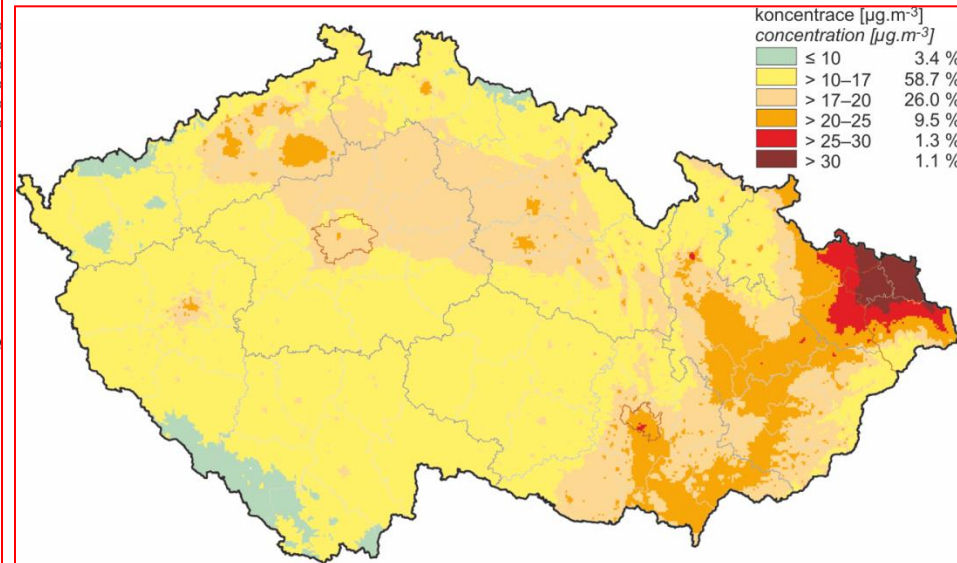 koncentrace [µg.m-3]
concentration [µg.m-3]
≤ 10 3.4 %
> 10–17 58.7 %
> 17–20 26.0 %
> 20–25 9.5 %
> 25–30 1.3 %
> 30 1.1 %